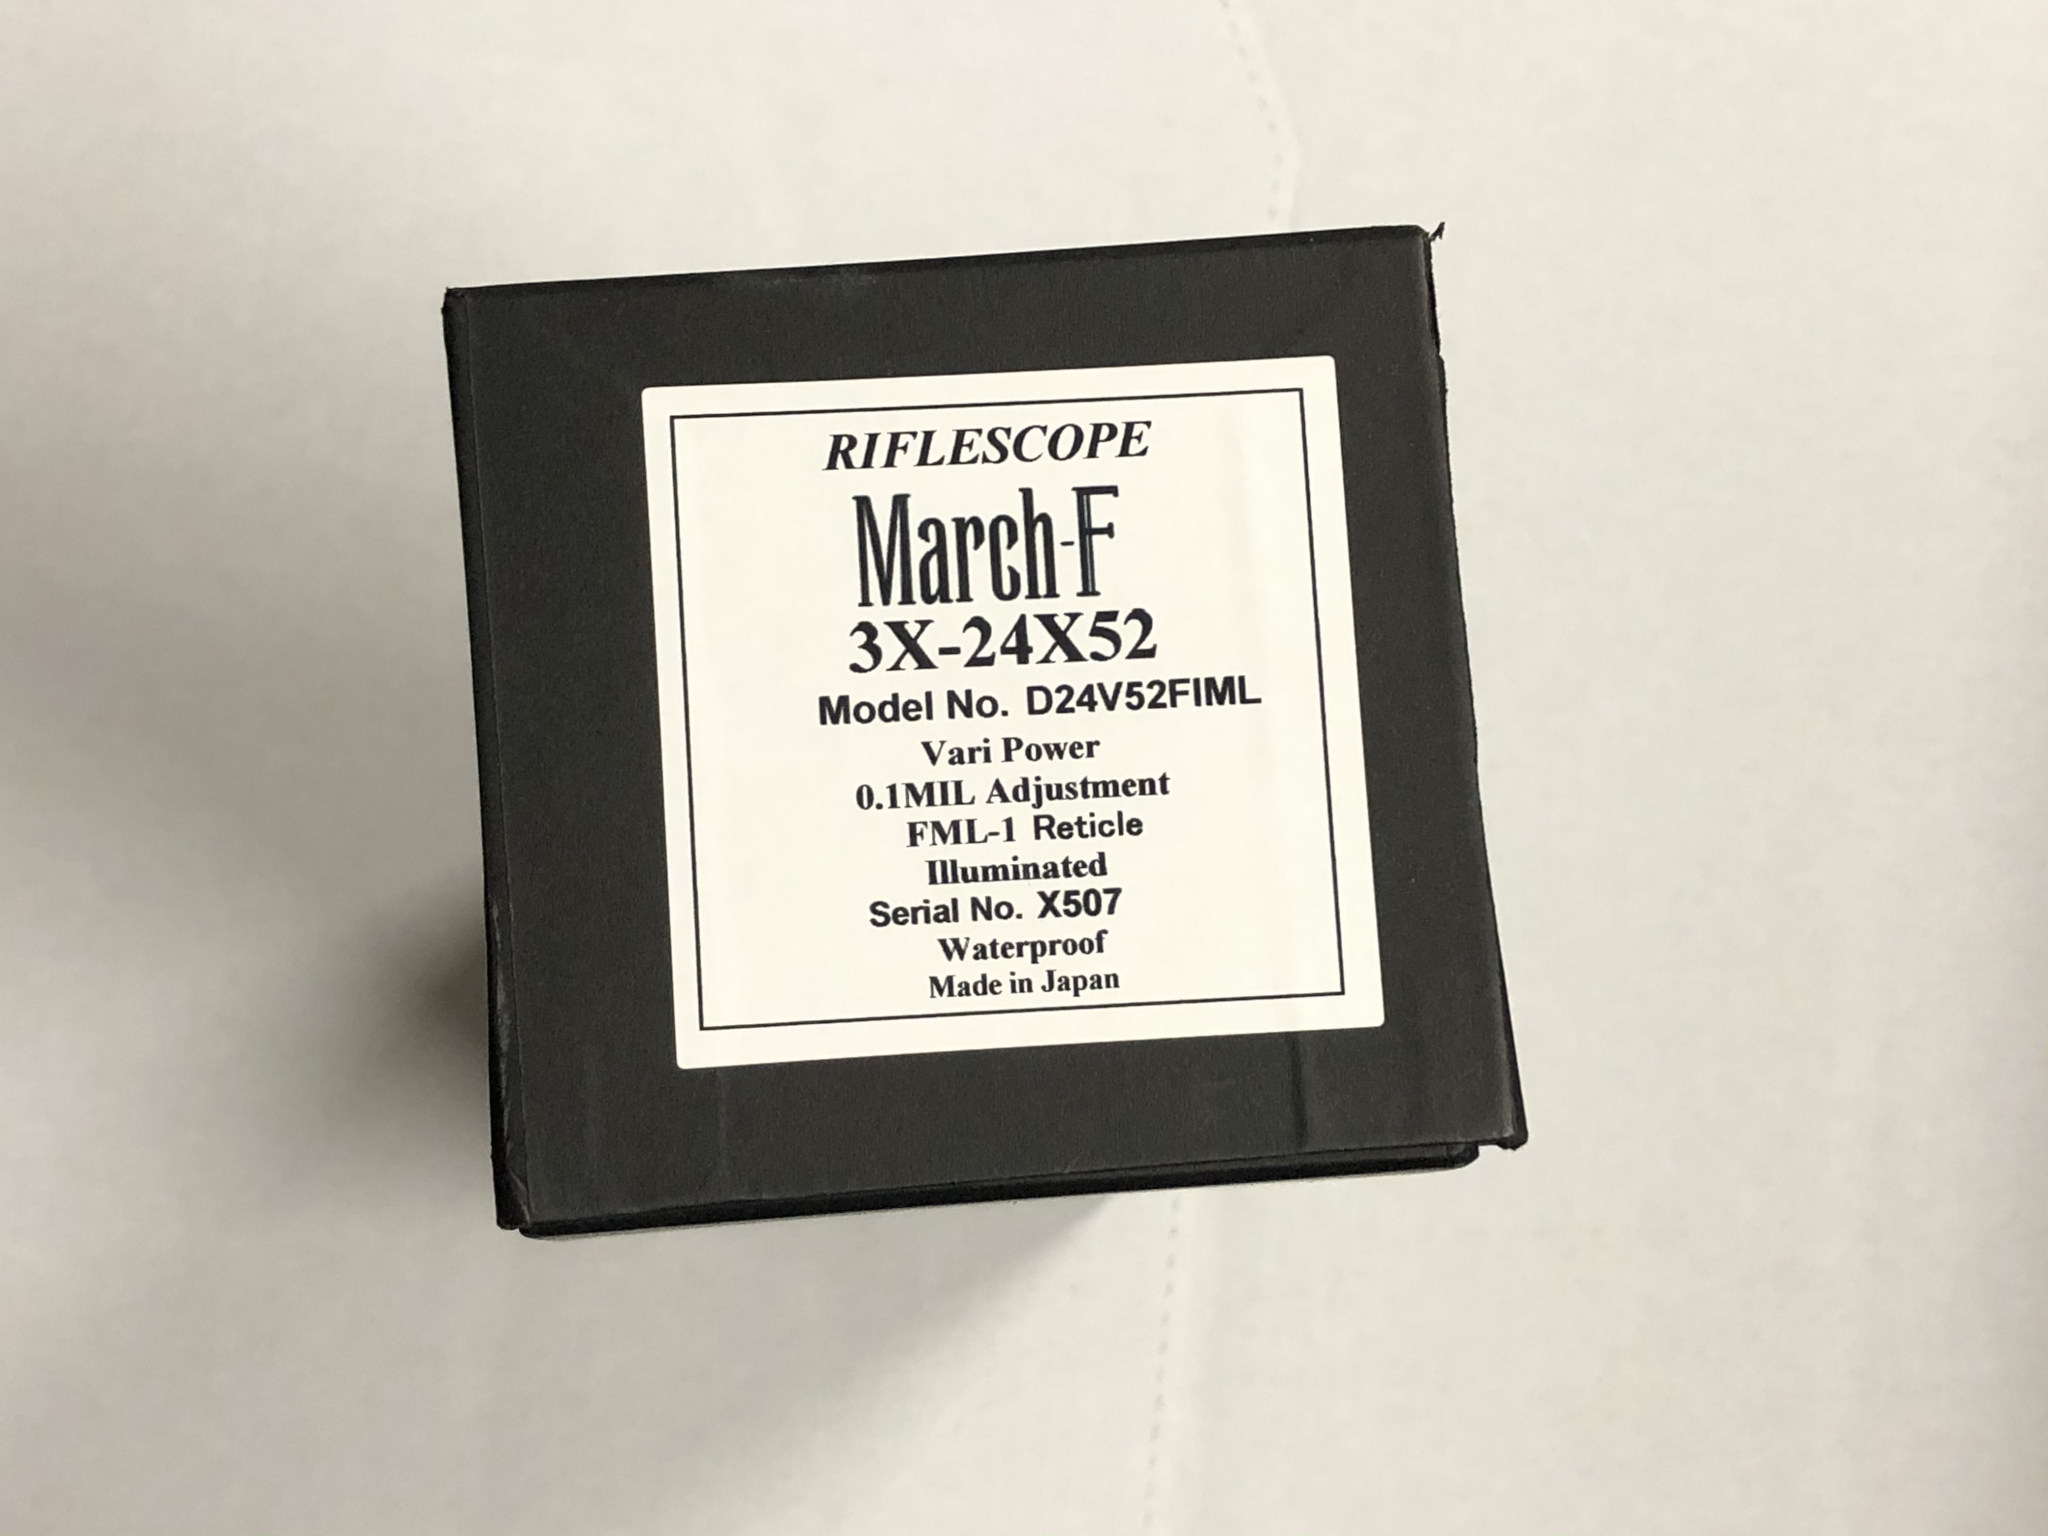 RIFLESCOPE
March-F
3X-24X52
Model No. D24V52FIML
Vari Power
0.1MIL Adjustment
FML-1 Reticle
Illuminated
Serial No. X507
Waterproof
Made in Japan